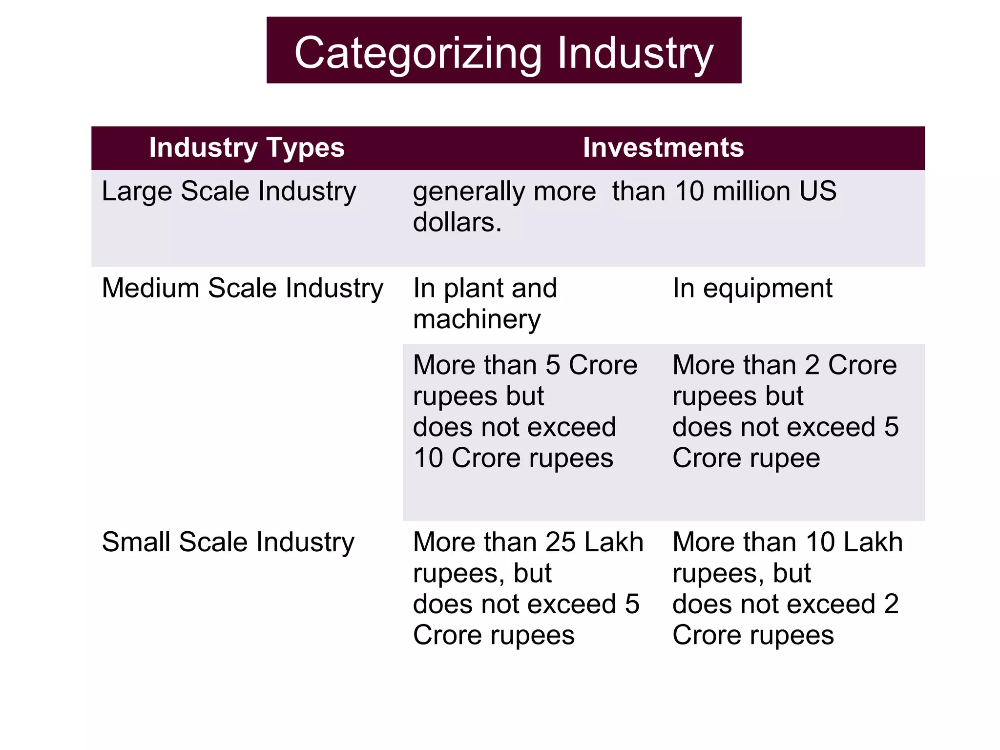 Categorizing Industry
Industry Types
Investments
Large Scale Industry
generally more  than 10 million US
dollars.
Medium Scale Industry
In plant and
machinery
In equipment
More than 5 Crore
rupees but
does not exceed
10 Crore rupees
More than 2 Crore
rupees but
does not exceed 5
Crore rupee
Small Scale Industry
More than 25 Lakh
rupees, but
does not exceed 5
Crore rupees
More than 10 Lakh
rupees, but
does not exceed 2
Crore rupees